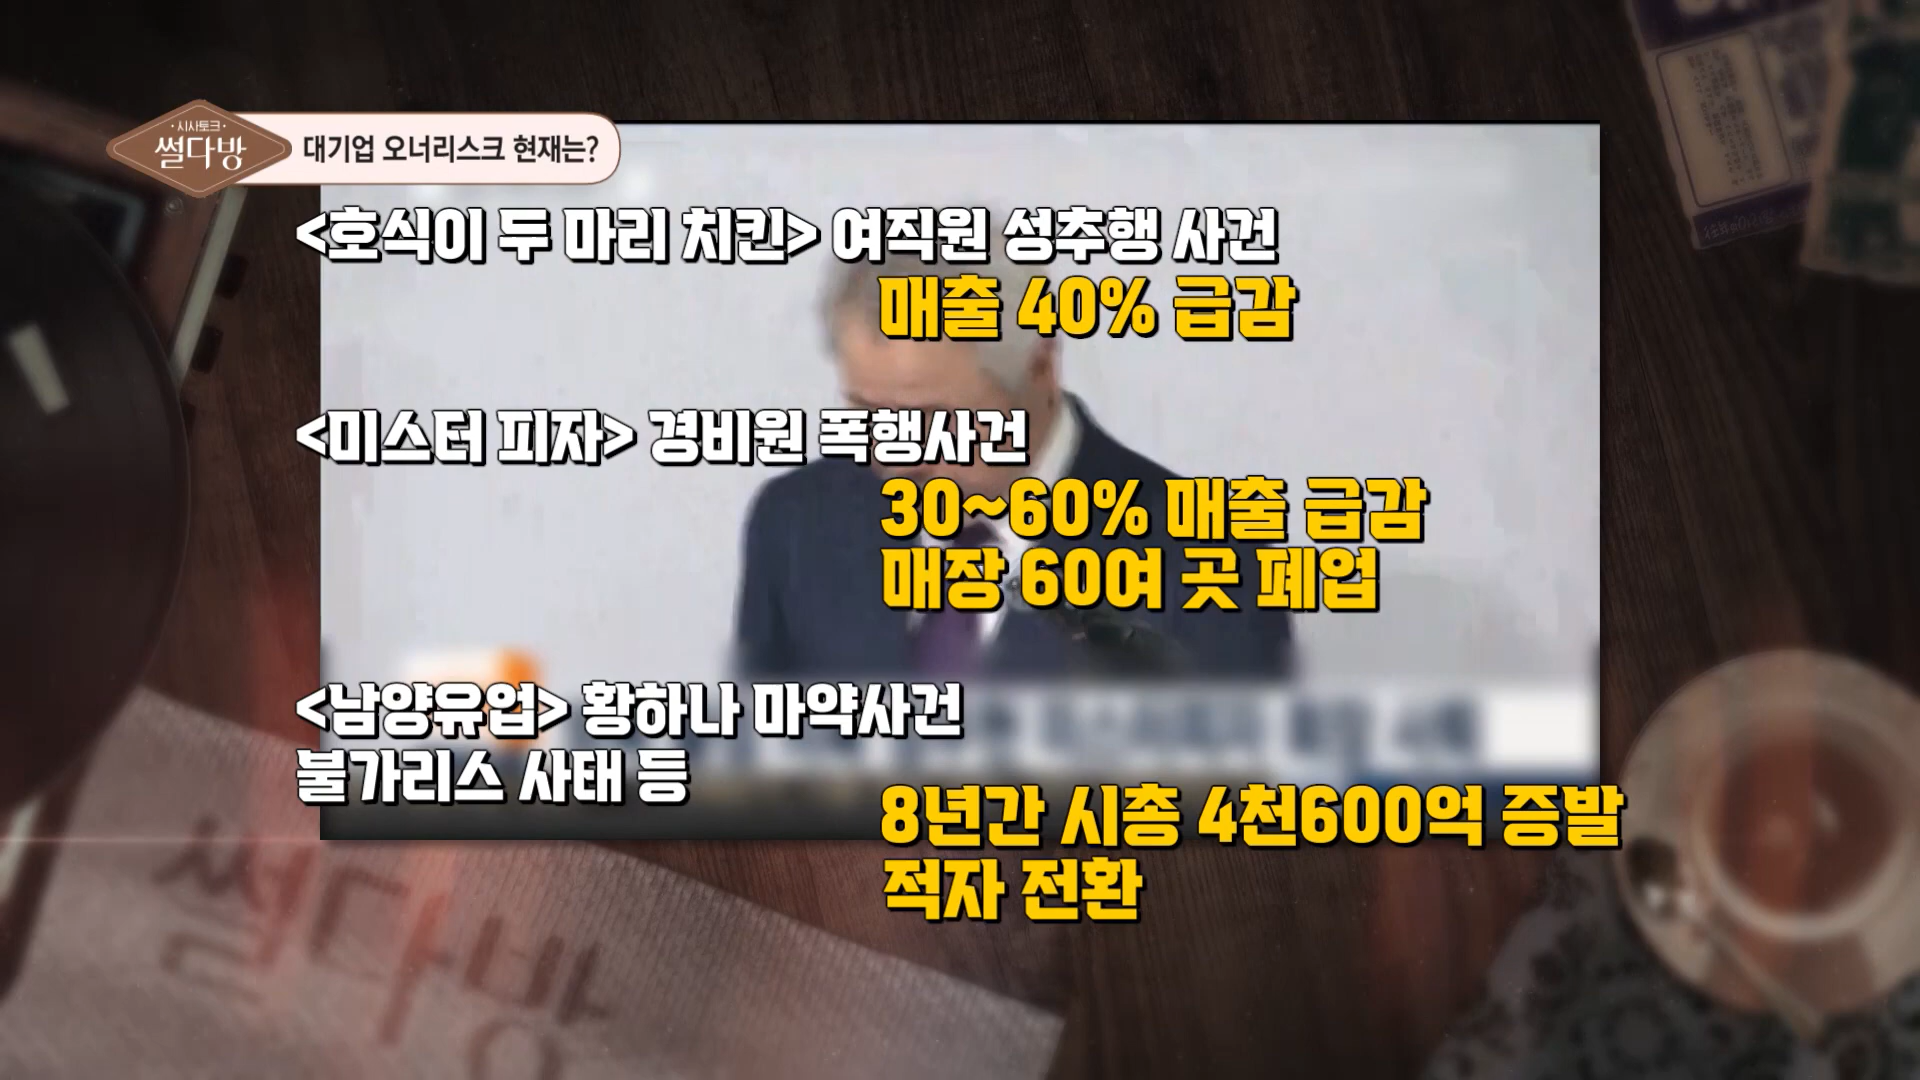 ·시사토크·
썰다방
대기업 오너리스크 현재는?
<호식이 두 마리 치킨> 여직원 성추행 사건
매출 40% 급감
<미스터 피자> 경비원 폭행사건
30~60% 매출 급감
매장 60여 곳 폐업
<남양유업> 황하나 마약사건
불가리스 사태 등
8년간 시총 4천600억 증발
적자 전환
썰다방